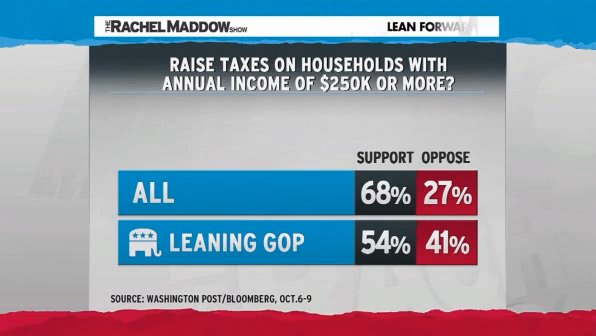 THE RACHEL MADDOW SHOW
LEAN FORWARD
RAISE TAXES ON HOUSEHOLDS WITH
ANNUAL INCOME OF $250K OR MORE?
SUPPORT OPPOSE
ALL 68% 27%
LEANING GOP 54% 41%
SOURCE: WASHINGTON POST/BLOOMBERG, OCT.6-9